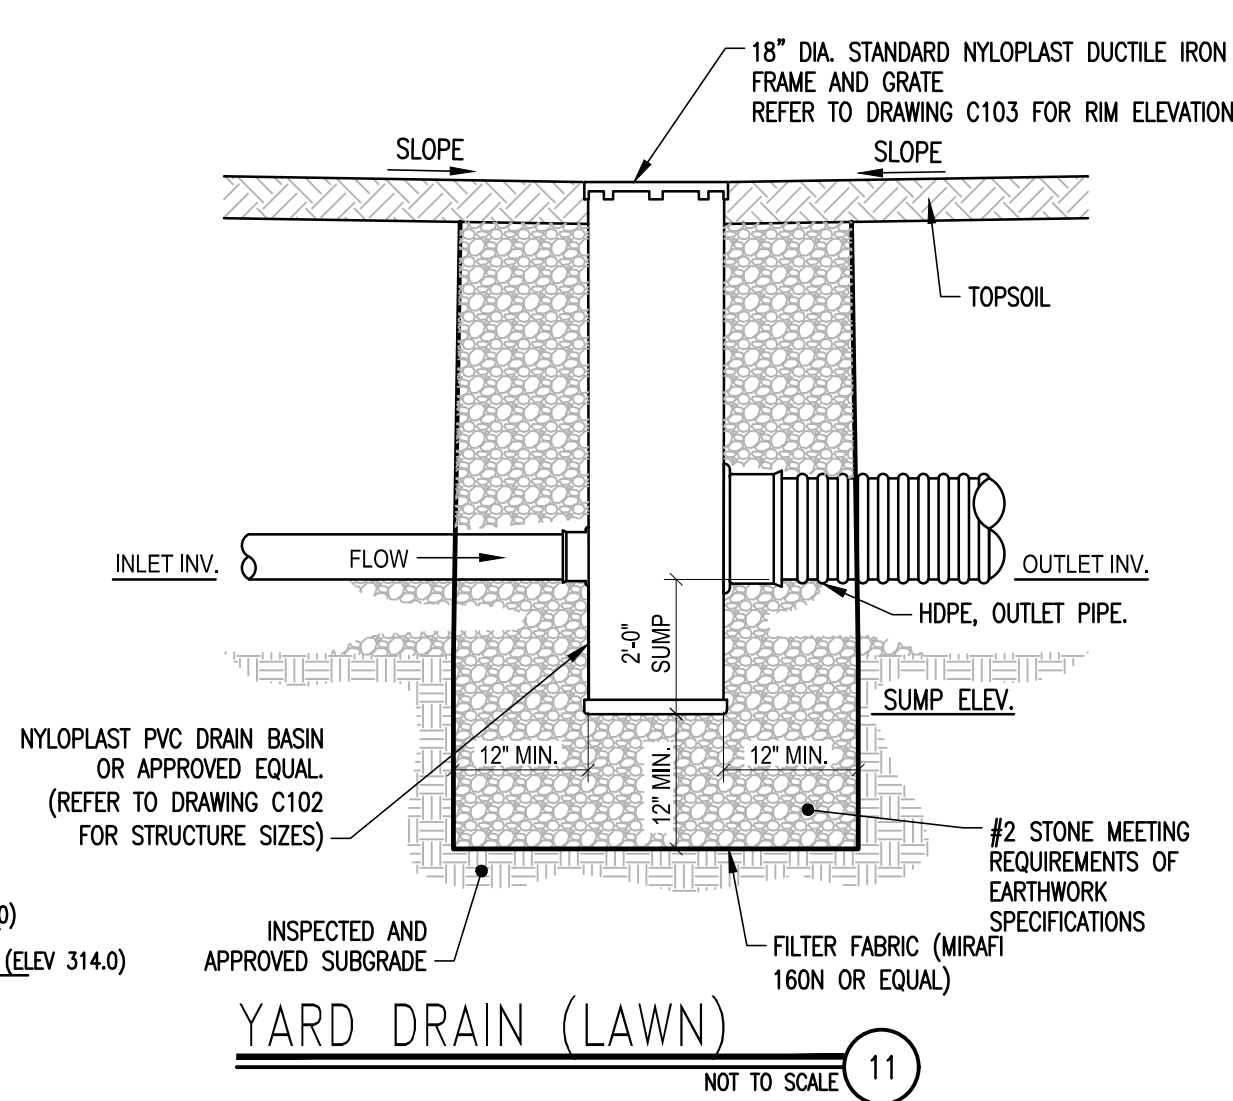 18" DIA. STANDARD NYLOPLAST DUCTILE IRON
FRAME AND GRATE
REFER TO DRAWING C103 FOR RIM ELEVATION
SLOPE
SLOPE
TOPSOIL
INLET INV.
FLOW
OUTLET INV.
HDPE, OUTLET PIPE.
2'-0"
SUMP
SUMP ELEV.
NYLOPLAST PVC DRAIN BASIN
OR APPROVED EQUAL.
(REFER TO DRAWING C102
FOR STRUCTURE SIZES)
12" MIN.
12" MIN.
12" MIN.
#2 STONE MEETING
REQUIREMENTS OF
EARTHWORK
SPECIFICATIONS
0)
(ELEV 314.0)
INSPECTED AND
APPROVED SUBGRADE
FILTER FABRIC (MIRAFI
160N OR EQUAL)
YARD DRAIN (LAWN)
NOT TO SCALE
11